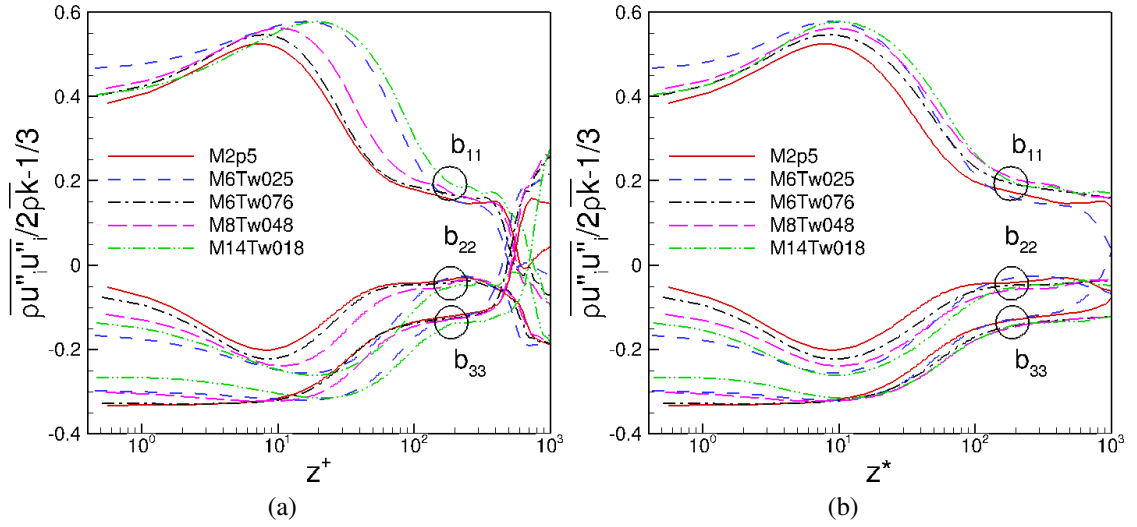 0.6
0.4
0.2
0
-0.2
-0.4
ρu"ᵢu"ᵢ/2ρk-1/3
M2p5
M6Tw025
M6Tw076
M8Tw048
M14Tw018
b₁₁
b₂₂
b₃₃
10⁰
10¹
10²
10³
z⁺
(a)
0.6
0.4
0.2
0
-0.2
-0.4
ρu"ᵢu"ᵢ/2ρk-1/3
M2p5
M6Tw025
M6Tw076
M8Tw048
M14Tw018
b₁₁
b₂₂
b₃₃
10⁰
10¹
10²
10³
z*
(b)